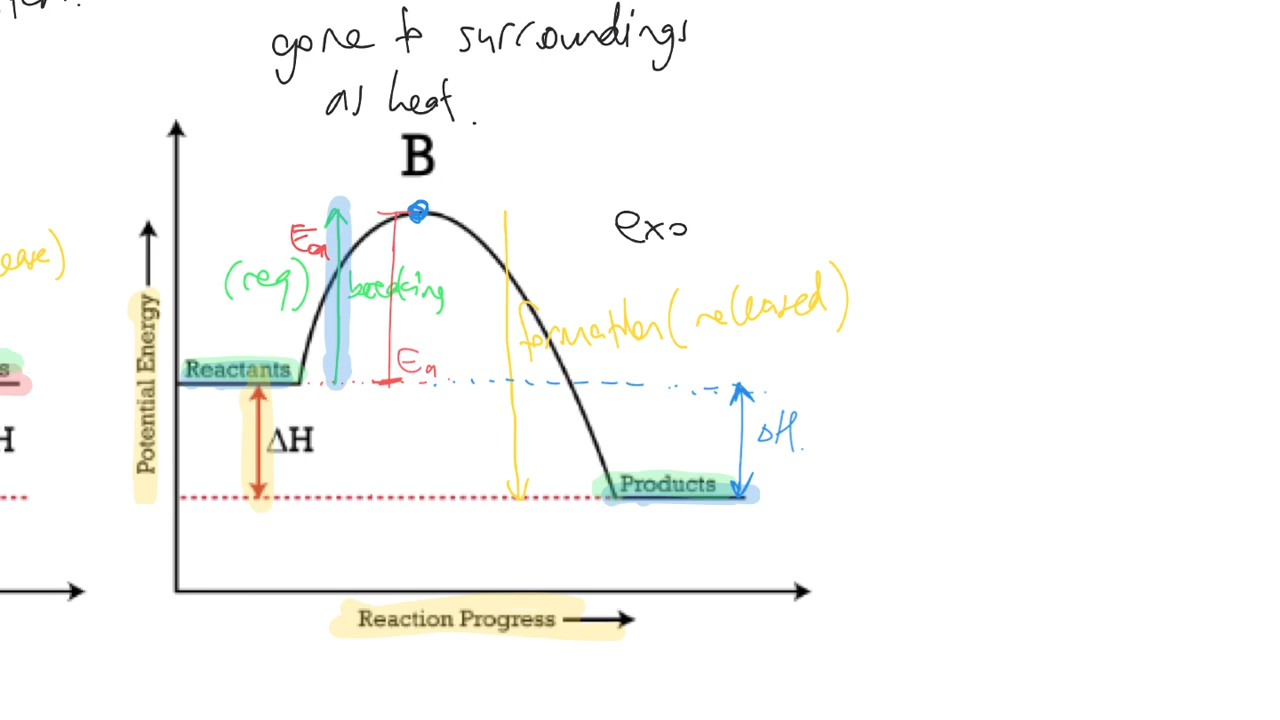 gone to surroundings
as heat.
B
exo
Ea
(req)
breaking
formation (released)
Ea
Reactants
ΔH
ΔH.
Products
Potential Energy
Reaction Progress
ease)
s
H